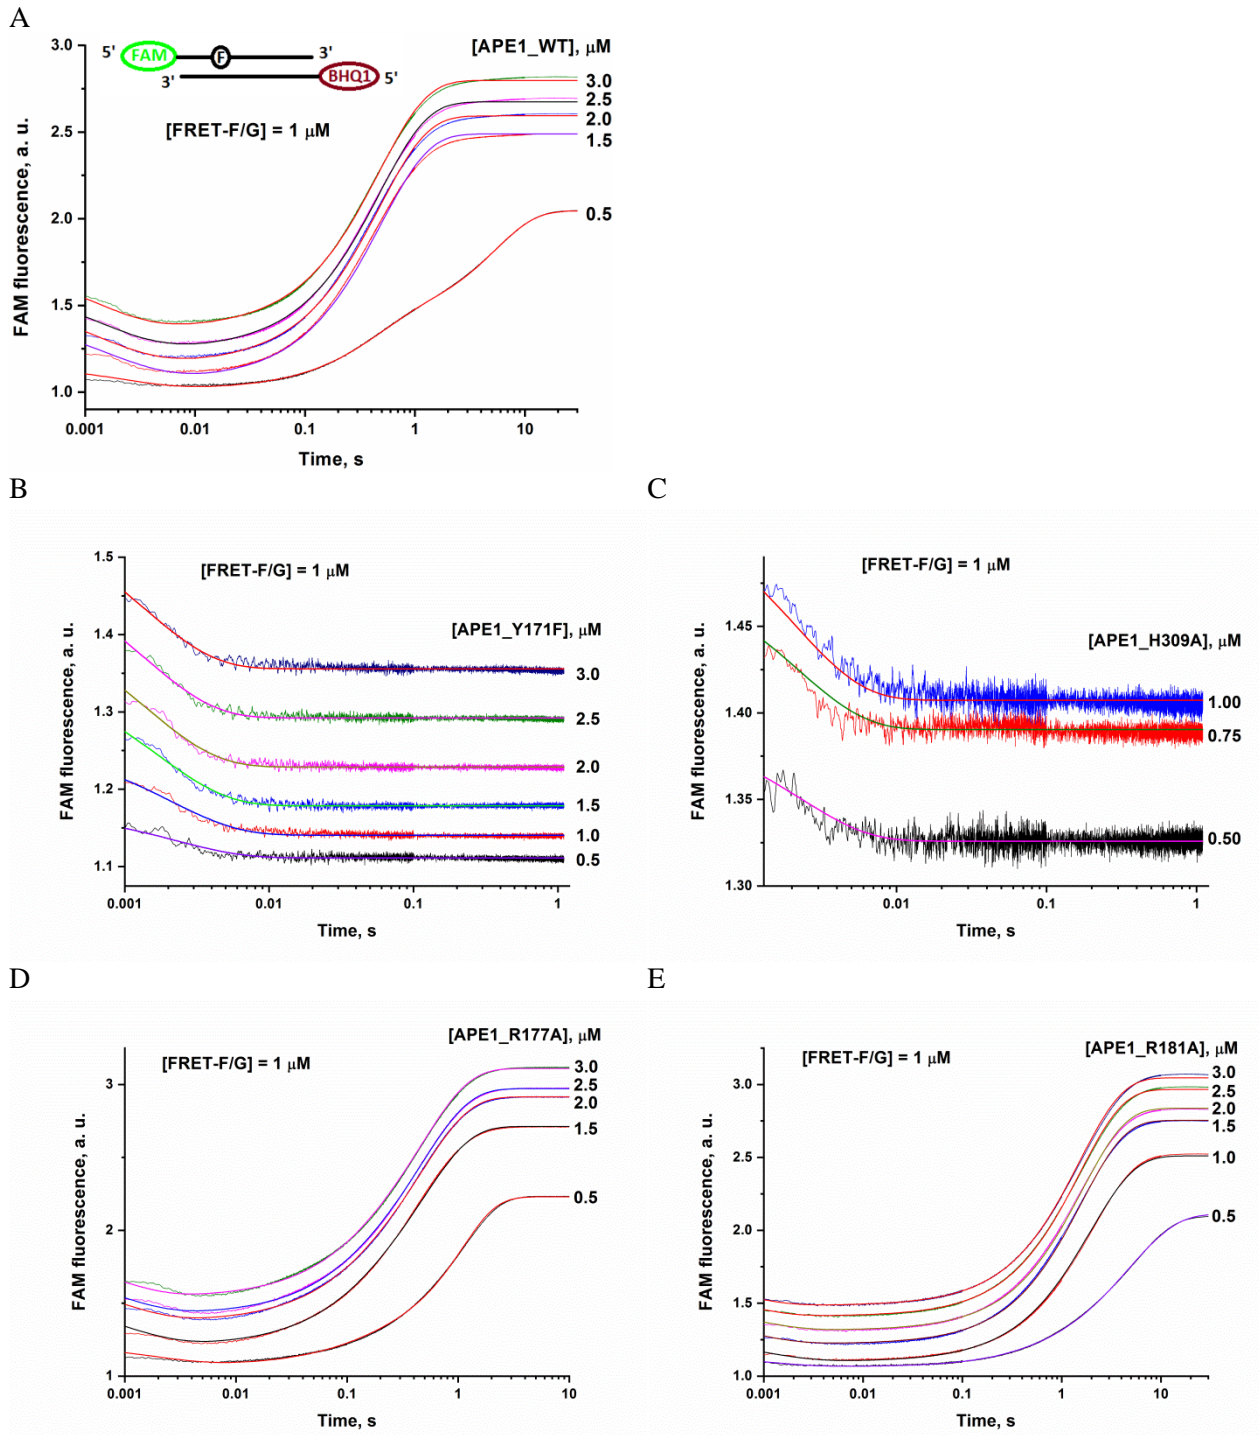 A
[APE1_WT], μM
5' FAM F 3'
3' BHQ1 5'
[FRET-F/G] = 1 μM
3.0
2.5
2.0
1.5
0.5
FAM fluorescence, a. u.
3.0
2.5
2.0
1.5
1.0
0.001 0.01 0.1 1 10
Time, s
B
[FRET-F/G] = 1 μM
[APE1_Y171F], μM
3.0
2.5
2.0
1.5
1.0
0.5
FAM fluorescence, a. u.
1.5
1.4
1.3
1.2
1.1
0.001 0.01 0.1 1
Time, s
C
[FRET-F/G] = 1 μM
[APE1_H309A], μM
1.00
0.75
0.50
FAM fluorescence, a. u.
1.45
1.40
1.35
1.30
0.01 0.1 1
Time, s
D
[APE1_R177A], μM
[FRET-F/G] = 1 μM
3.0
2.5
2.0
1.5
0.5
FAM fluorescence, a. u.
3
2
1
0.001 0.01 0.1 1 10
Time, s
E
[APE1_R181A], μM
[FRET-F/G] = 1 μM
3.0
2.5
2.0
1.5
1.0
0.5
FAM fluorescence, a. u.
3.0
2.5
2.0
1.5
1.0
0.001 0.01 0.1 1 10
Time, s